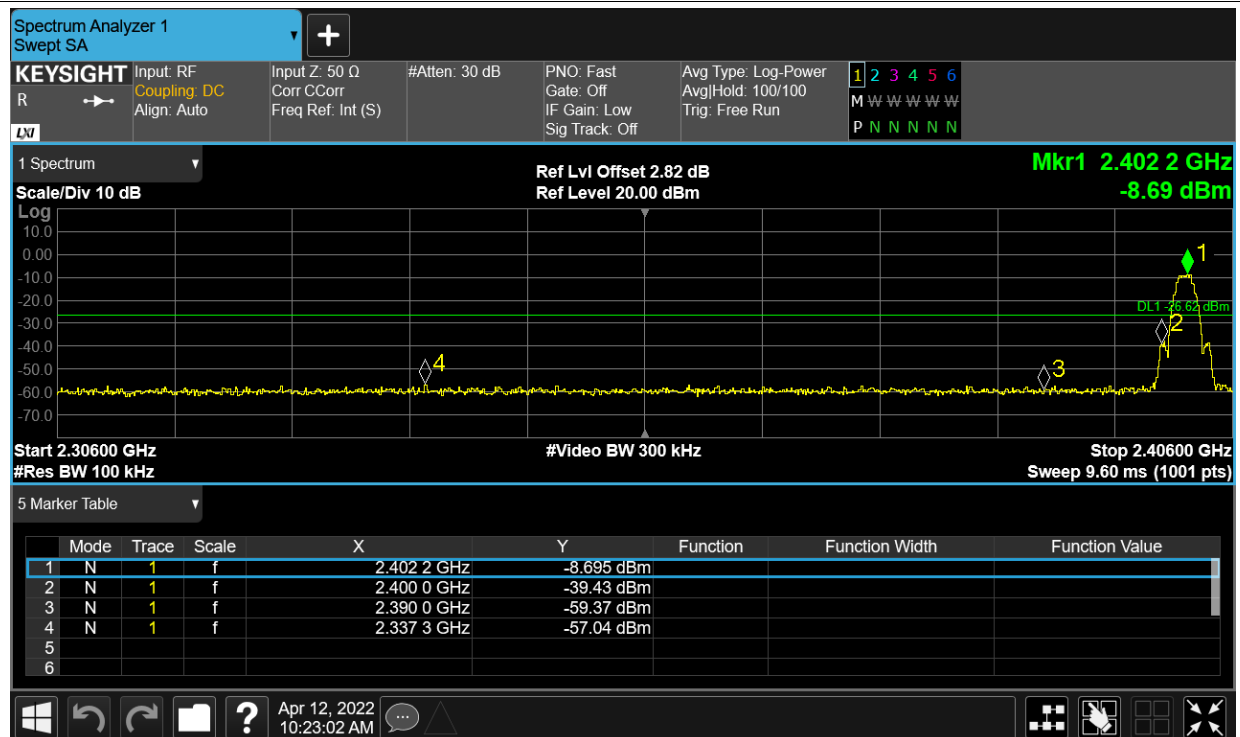 Spectrum Analyzer 1
Swept SA
+
KEYSIGHT Input: RF Input Z: 50 Ω #Atten: 30 dB PNO: Fast Avg Type: Log-Power 1 2 3 4 5 6
R Coupling: DC Corr CCorr Gate: Off Avg|Hold: 100/100 M W W W W W W
Align: Auto Freq Ref: Int (S) IF Gain: Low Trig: Free Run
LXI Sig Track: Off P N N N N N N
1 Spectrum Ref Lvl Offset 2.82 dB Mkr1 2.402 2 GHz
Scale/Div 10 dB Ref Level 20.00 dBm -8.69 dBm
Log
10.0
0.00
-10.0
-20.0
-30.0
-40.0
-50.0
-60.0
-70.0
1
DL1 -26.62 dBm
2
4
3
Start 2.30600 GHz #Video BW 300 kHz Stop 2.40600 GHz
#Res BW 100 kHz Sweep 9.60 ms (1001 pts)
5 Marker Table
Mode Trace Scale X Y Function Function Width Function Value
1 N 1 f 2.402 2 GHz -8.695 dBm
2 N 1 f 2.400 0 GHz -39.43 dBm
3 N 1 f 2.390 0 GHz -59.37 dBm
4 N 1 f 2.337 3 GHz -57.04 dBm
5
6
? Apr 12, 2022
10:23:02 AM